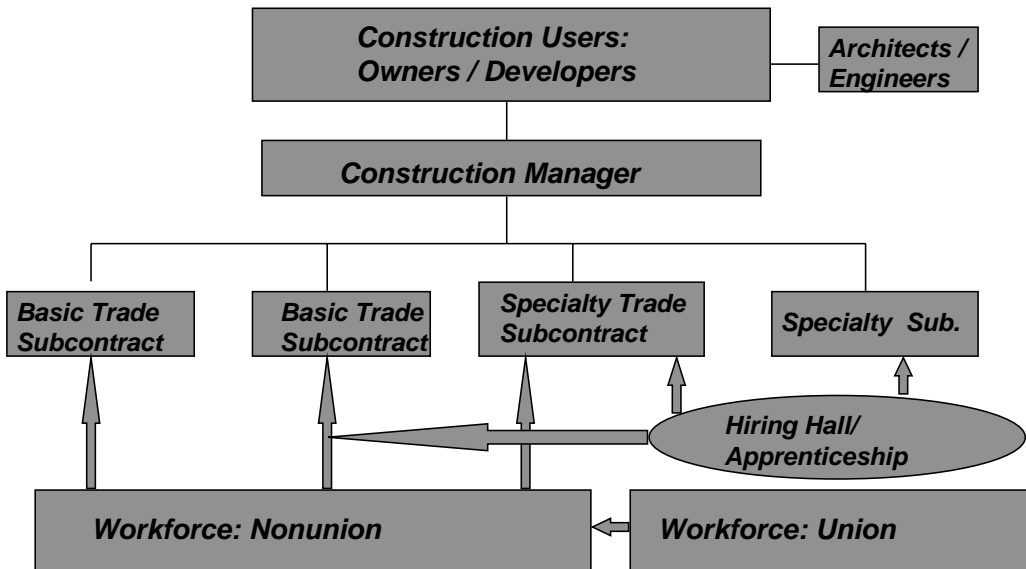 Construction Users:
Owners / Developers
Architects /
Engineers
Construction Manager
Basic Trade
Subcontract
Basic Trade
Subcontract
Specialty Trade
Subcontract
Specialty Sub.
Hiring Hall/
Apprenticeship
Workforce: Nonunion
Workforce: Union